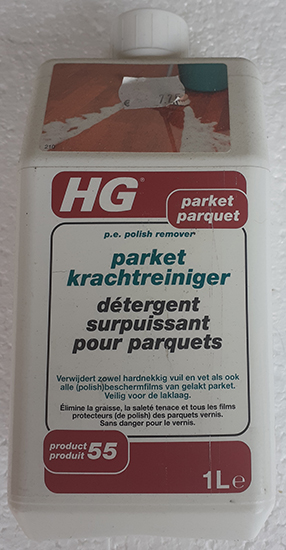 HG®
parket
parquet
p.e. polish remover
parket
krachtreiniger
détergent
surpuissant
pour parquets
Verwijdert zowel hardnekkig vuil en vet als ook
alle (polish)beschermfilms van gelakt parket.
Veilig voor de laklaag.
Élimine la graisse, la saleté tenace et tous les films
protecteurs (de polish) des parquets vernis.
Sans danger pour le vernis.
product
produit 55
1L℮